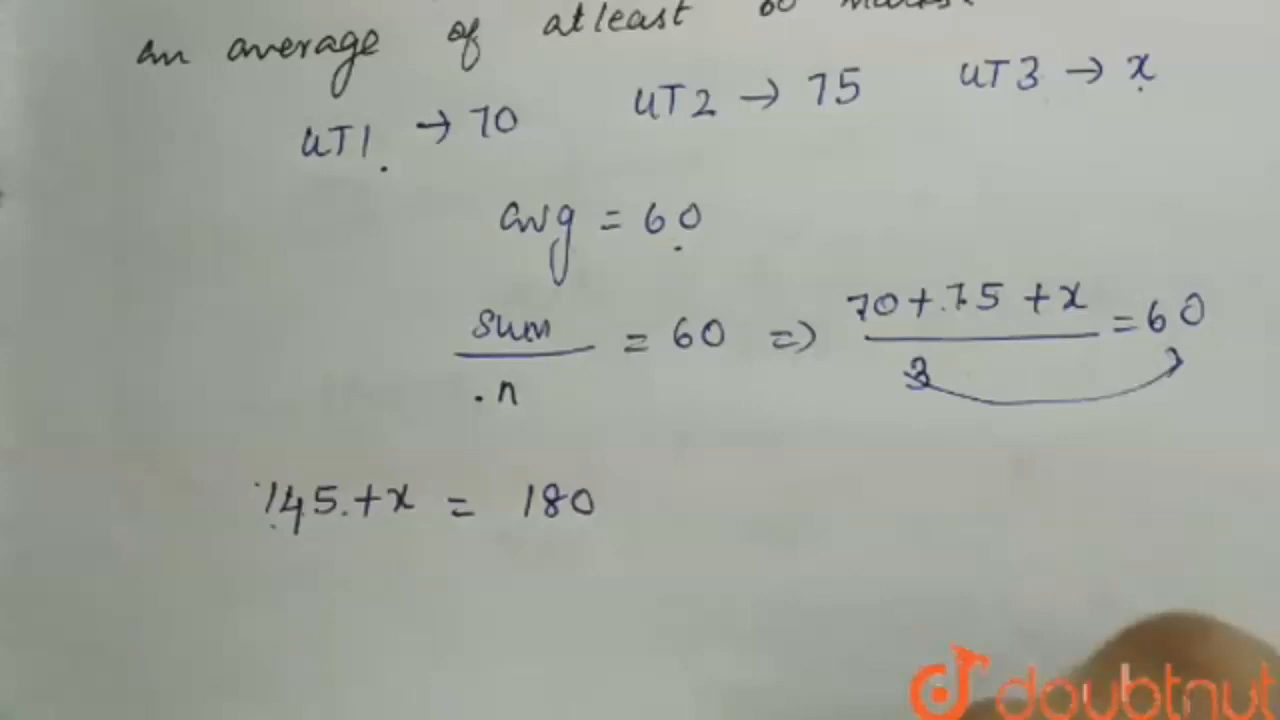 an average of atleast 60
UT1 → 70 UT2 → 75 UT3 → x
avg = 60
sum/n = 60 => 70+75+x/3 = 60
145+x = 180
doubtnut